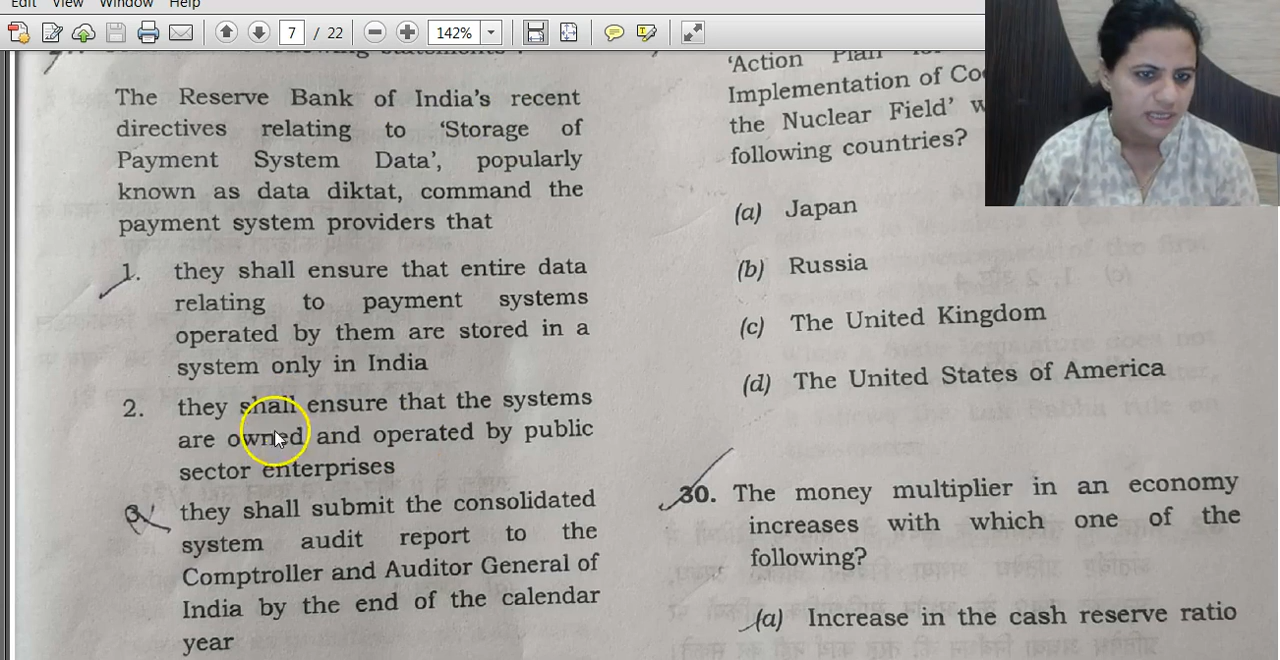 Edit View Window Help
7 / 22
142%
The Reserve Bank of India's recent
directives relating to 'Storage of
Payment System Data', popularly
known as data diktat, command the
payment system providers that
1. they shall ensure that entire data
relating to payment systems
operated by them are stored in a
system only in India
2. they shall ensure that the systems
are owned and operated by public
sector enterprises
3. they shall submit the consolidated
system audit report to the
Comptroller and Auditor General of
India by the end of the calendar
year
'Action Plan for
Implementation of Co
the Nuclear Field' w
following countries?
(a) Japan
(b) Russia
(c) The United Kingdom
(d) The United States of America
30. The money multiplier in an economy
increases with which one of the
following?
(a) Increase in the cash reserve ratio